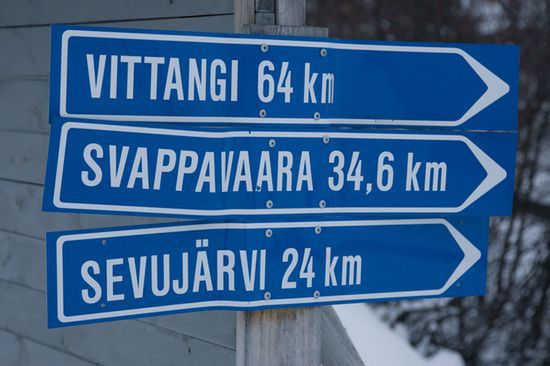 VITTANGI 64 km
SVAPPAVAARA 34,6 km
SEVUJÄRVI 24 km